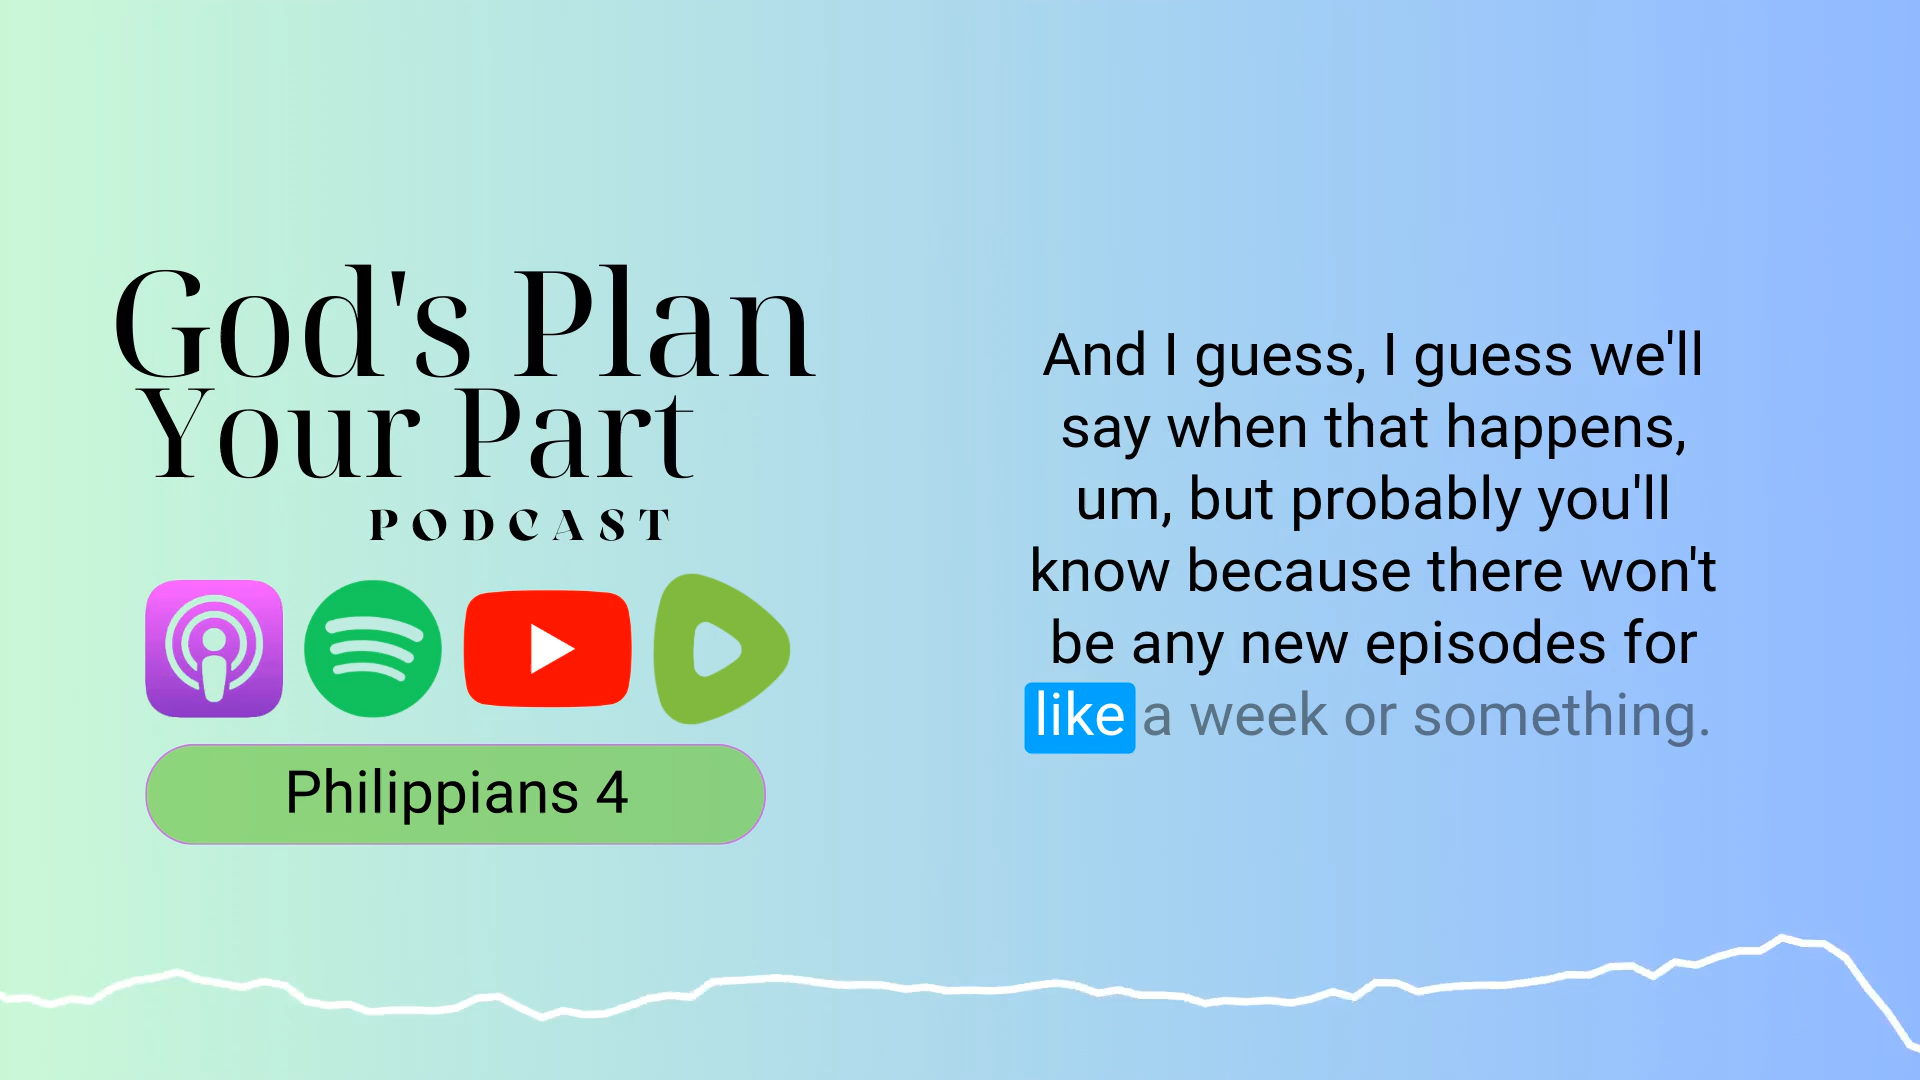 God's Plan
Your Part
PODCAST
Philippians 4
And I guess, I guess we'll
say when that happens,
um, but probably you'll
know because there won't
be any new episodes for
like a week or something.